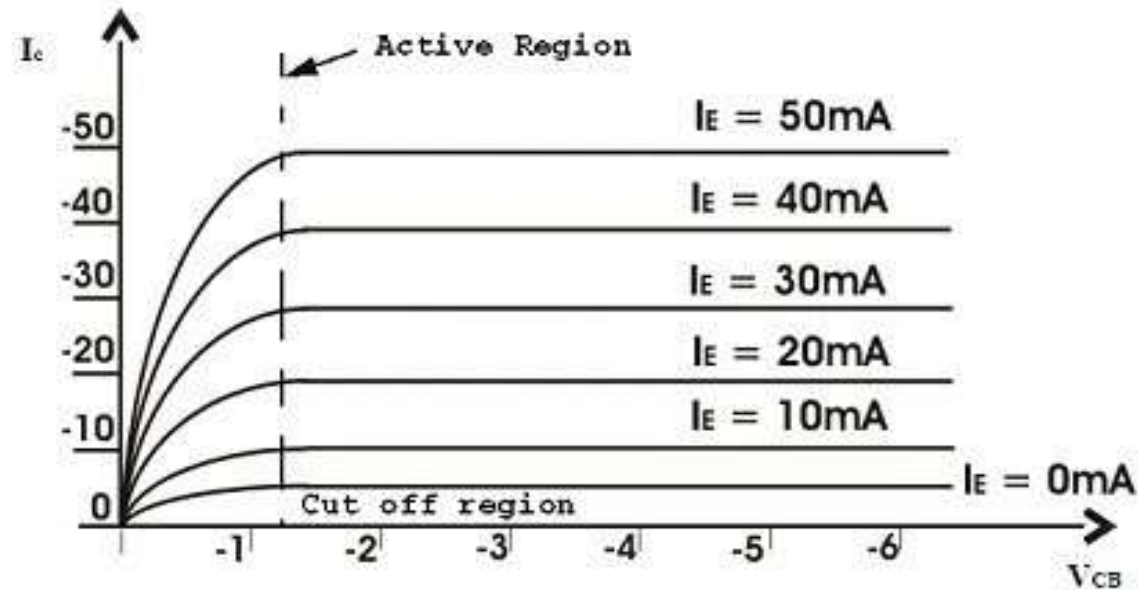 Ic
Active Region
-50
IE = 50mA
-40
IE = 40mA
-30
IE = 30mA
-20
IE = 20mA
-10
IE = 10mA
IE = 0mA
0
Cut off region
-1
-2
-3
-4
-5
-6
VCB